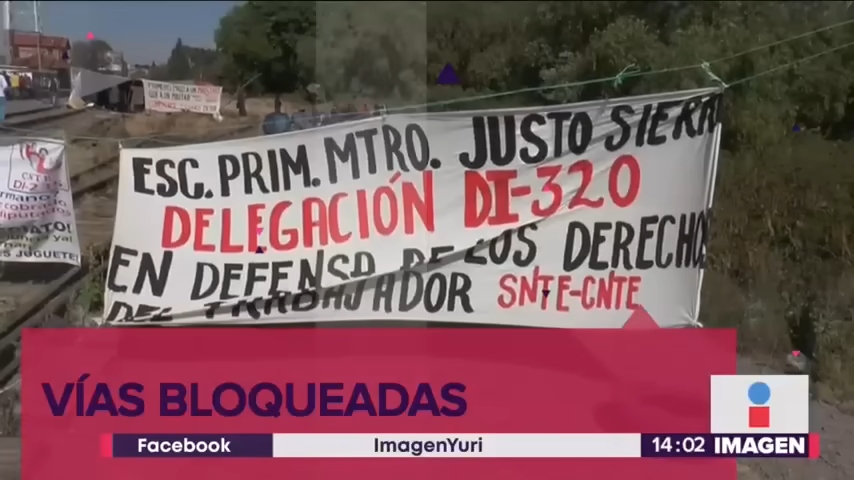 ESC. PRIM. MTRO. JUSTO SIERRA
DELEGACIÓN DI-320
EN DEFENSA DE LOS DERECHOS
DEL TRABAJADOR SNTE-CNTE
VÍAS BLOQUEADAS
Facebook
ImagenYuri
14:02
IMAGEN